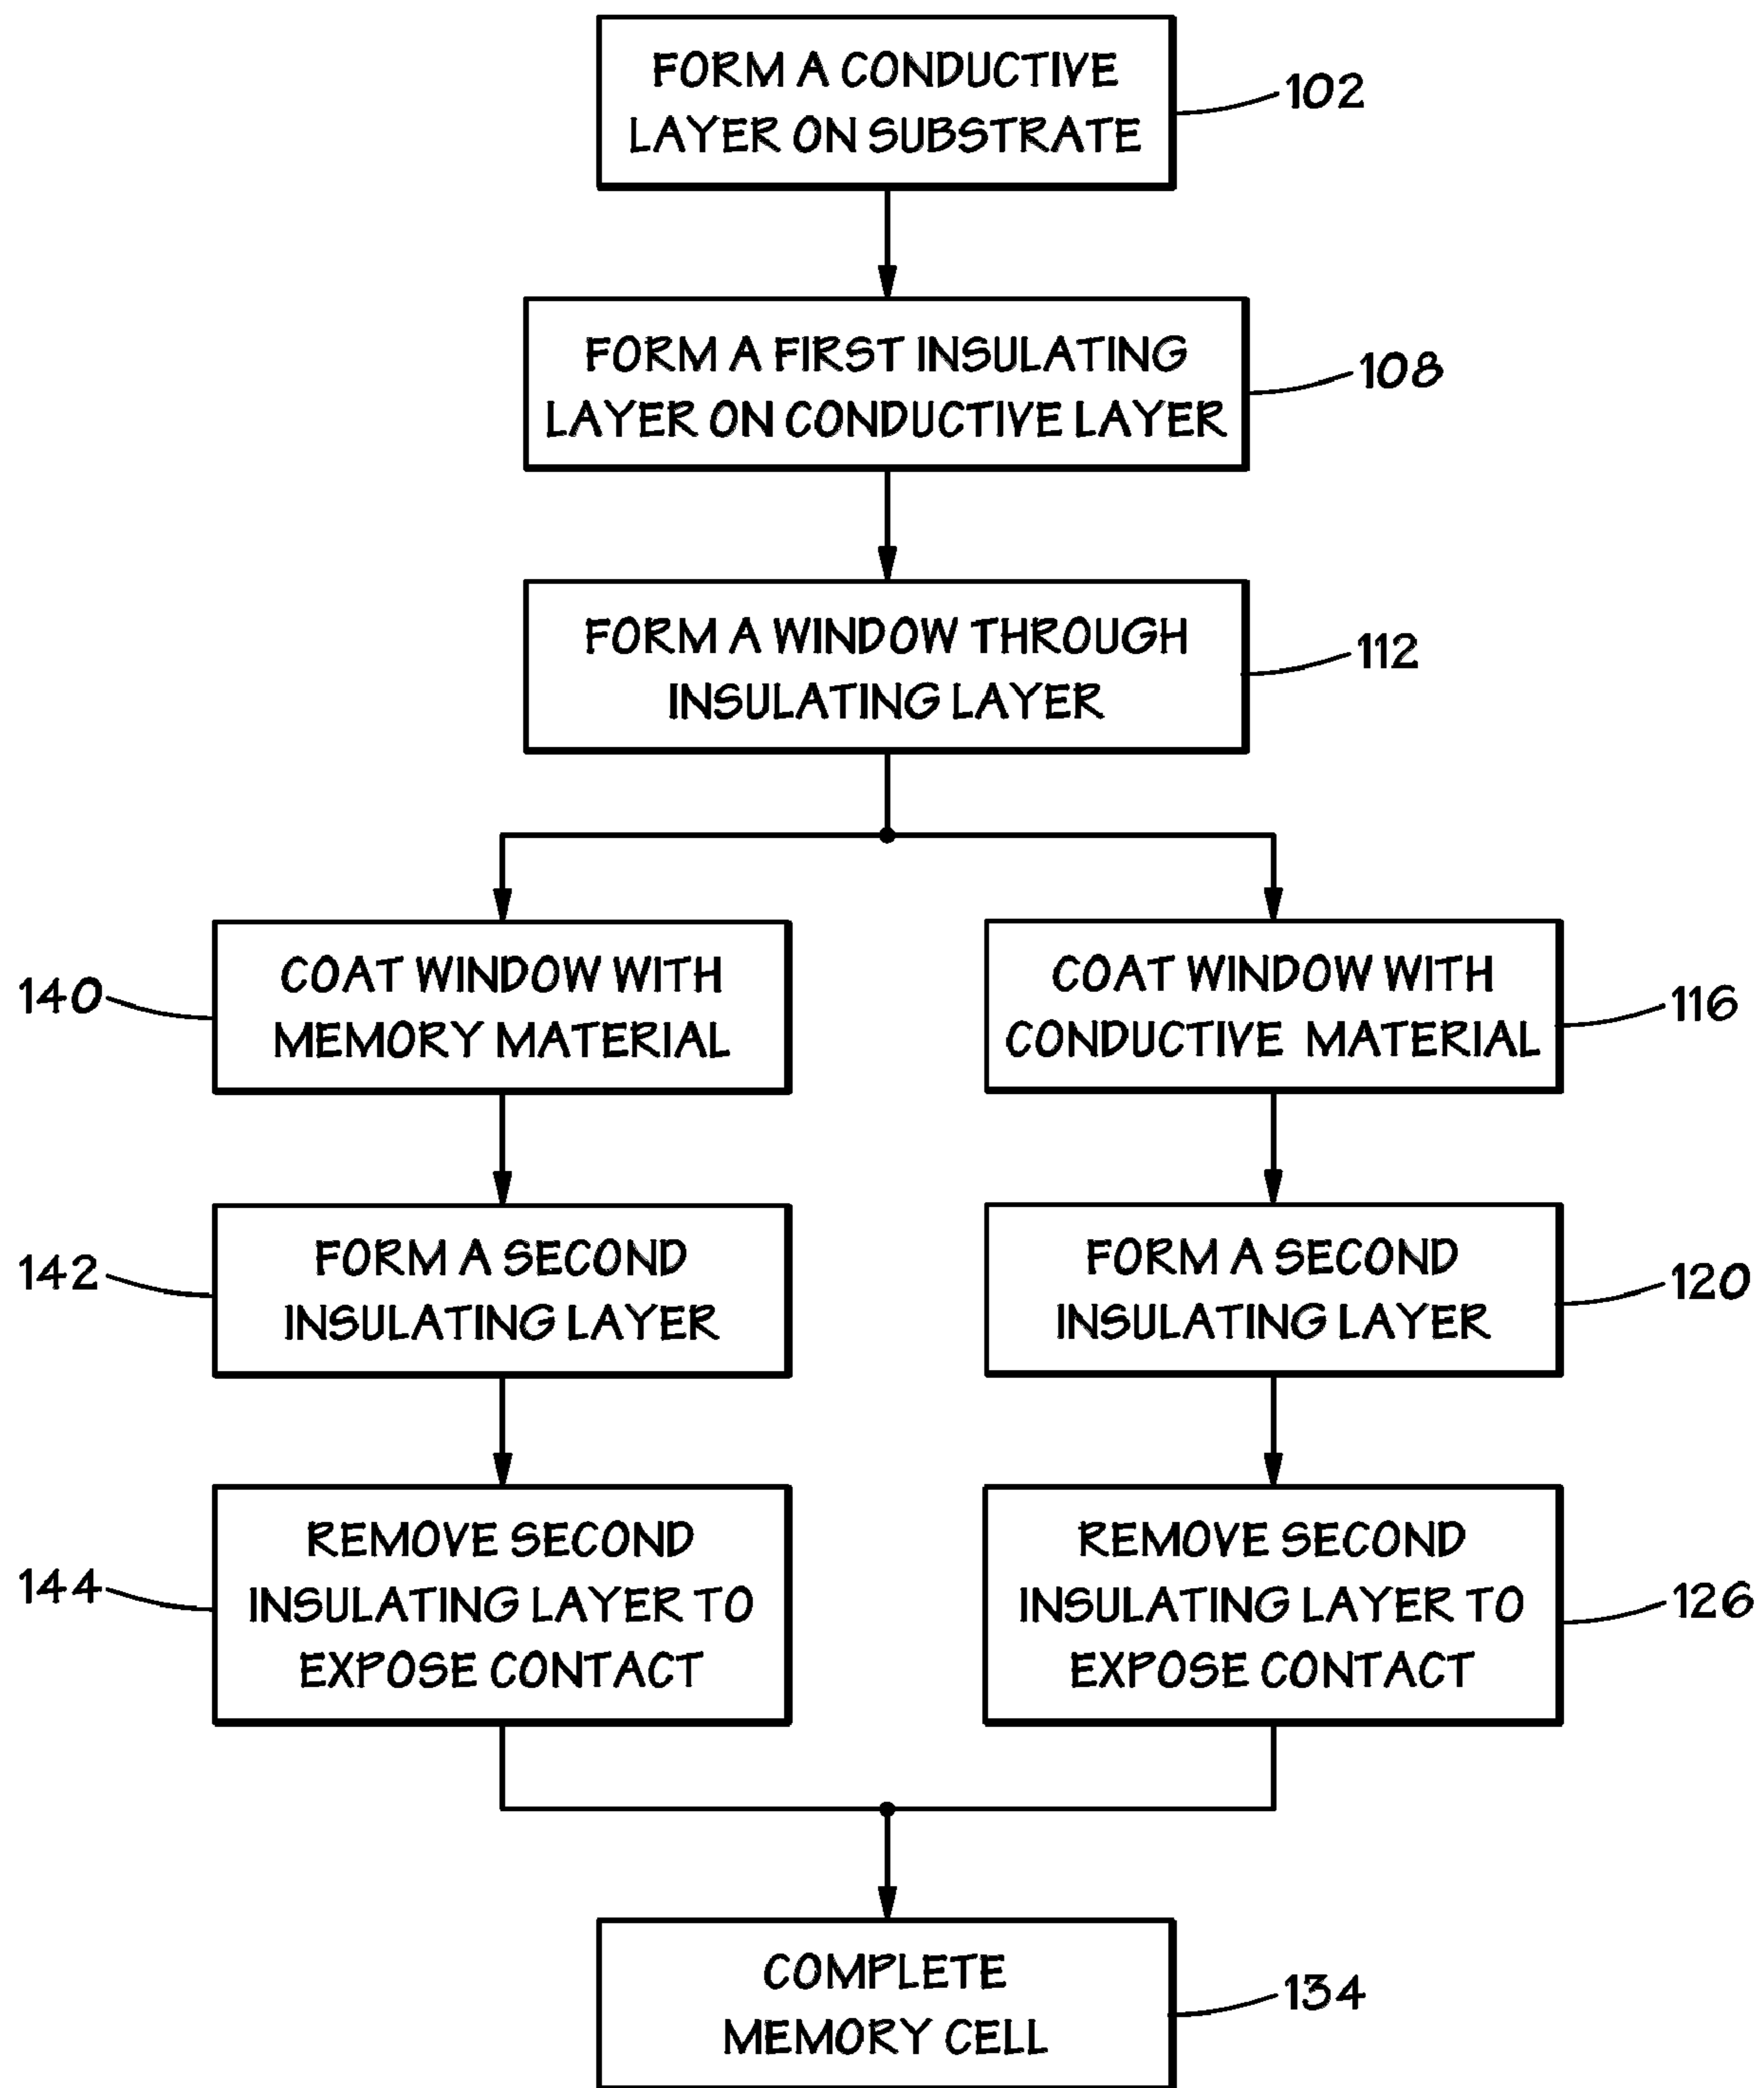 FORM A CONDUCTIVE
LAYER ON SUBSTRATE
102
FORM A FIRST INSULATING
LAYER ON CONDUCTIVE LAYER
108
FORM A WINDOW THROUGH
INSULATING LAYER
112
COAT WINDOW WITH
MEMORY MATERIAL
140
COAT WINDOW WITH
CONDUCTIVE MATERIAL
116
FORM A SECOND
INSULATING LAYER
142
FORM A SECOND
INSULATING LAYER
120
REMOVE SECOND
INSULATING LAYER TO
EXPOSE CONTACT
144
REMOVE SECOND
INSULATING LAYER TO
EXPOSE CONTACT
126
COMPLETE
MEMORY CELL
134